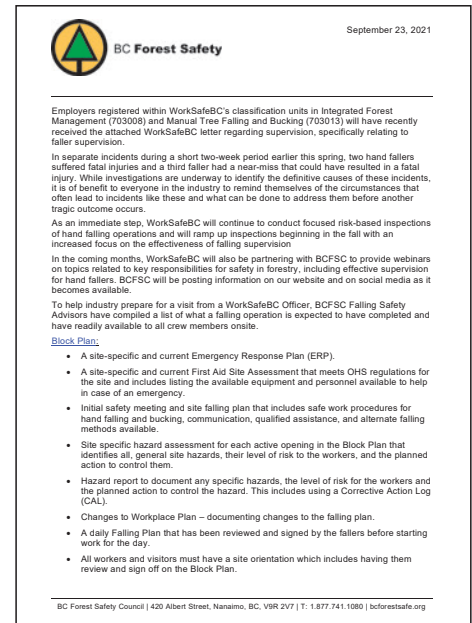 September 23, 2021
BC Forest Safety
Employers registered within WorkSafeBC's classification units in Integrated Forest
Management (703008) and Manual Tree Falling and Bucking (703013) will have recently
received the attached WorkSafeBC letter regarding supervision, specifically relating to
faller supervision.
In separate incidents during a short two-week period earlier this spring, two hand fallers
suffered fatal injuries and a third faller had a near-miss that could have resulted in a fatal
injury. While investigations are underway to identify the definitive causes of these incidents,
it is of benefit to everyone in the industry to remind themselves of the circumstances that
often lead to incidents like these and what can be done to address them before another
tragic outcome occurs.
As an immediate step, WorkSafeBC will continue to conduct focused risk-based inspections
of hand falling operations and will ramp up inspections beginning in the fall with an
increased focus on the effectiveness of falling supervision
In the coming months, WorkSafeBC will also be partnering with BCFSC to provide webinars
on topics related to key responsibilities for safety in forestry, including effective supervision
for hand fallers. BCFSC will be posting information on our website and on social media as it
becomes available.
To help industry prepare for a visit from a WorkSafeBC Officer, BCFSC Falling Safety
Advisors have compiled a list of what a falling operation is expected to have completed and
have readily available to all crew members onsite.
Block Plan:
• A site-specific and current Emergency Response Plan (ERP).
• A site-specific and current First Aid Site Assessment that meets OHS regulations for
the site and includes listing the available equipment and personnel available to help
in case of an emergency.
• Initial safety meeting and site falling plan that includes safe work procedures for
hand falling and bucking, communication, qualified assistance, and alternate falling
methods available.
• Site specific hazard assessment for each active opening in the Block Plan that
identifies all, general site hazards, their level of risk to the workers, and the planned
action to control them.
• Hazard report to document any specific hazards, the level of risk for the workers and
the planned action to control the hazard. This includes using a Corrective Action Log
(CAL).
• Changes to Workplace Plan – documenting changes to the falling plan.
• A daily Falling Plan that has been reviewed and signed by the fallers before starting
work for the day.
• All workers and visitors must have a site orientation which includes having them
review and sign off on the Block Plan.
BC Forest Safety Council | 420 Albert Street, Nanaimo, BC, V9R 2V7 | T: 1.877.741.1080 | bcforestsafe.org